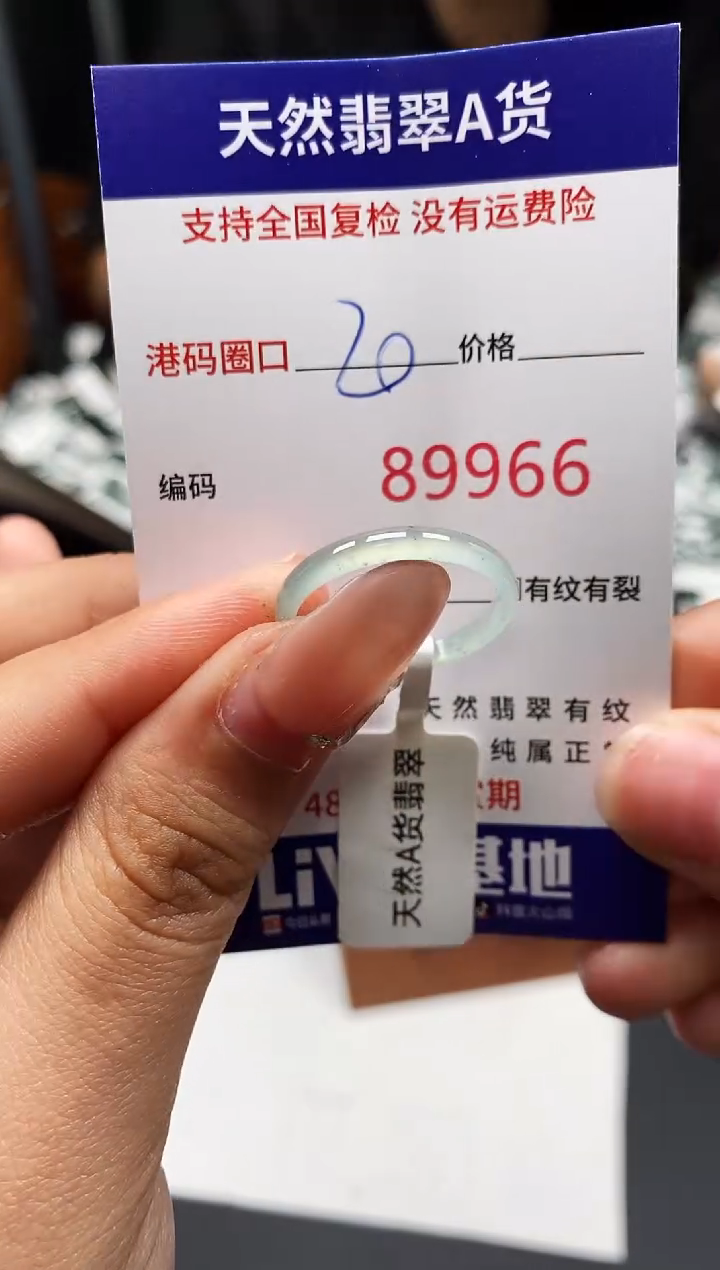 天然翡翠A货
支持全国复检 没有运费险
港码圈口 20 价格
编码 89966
有纹有裂
天然翡翠有纹
纯属正
48 期
Liv 基地
天然A货翡翠